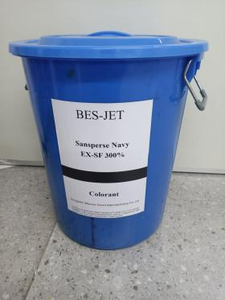 BES-JET
Sansperse Navy
EX-SF 300%
Colorant